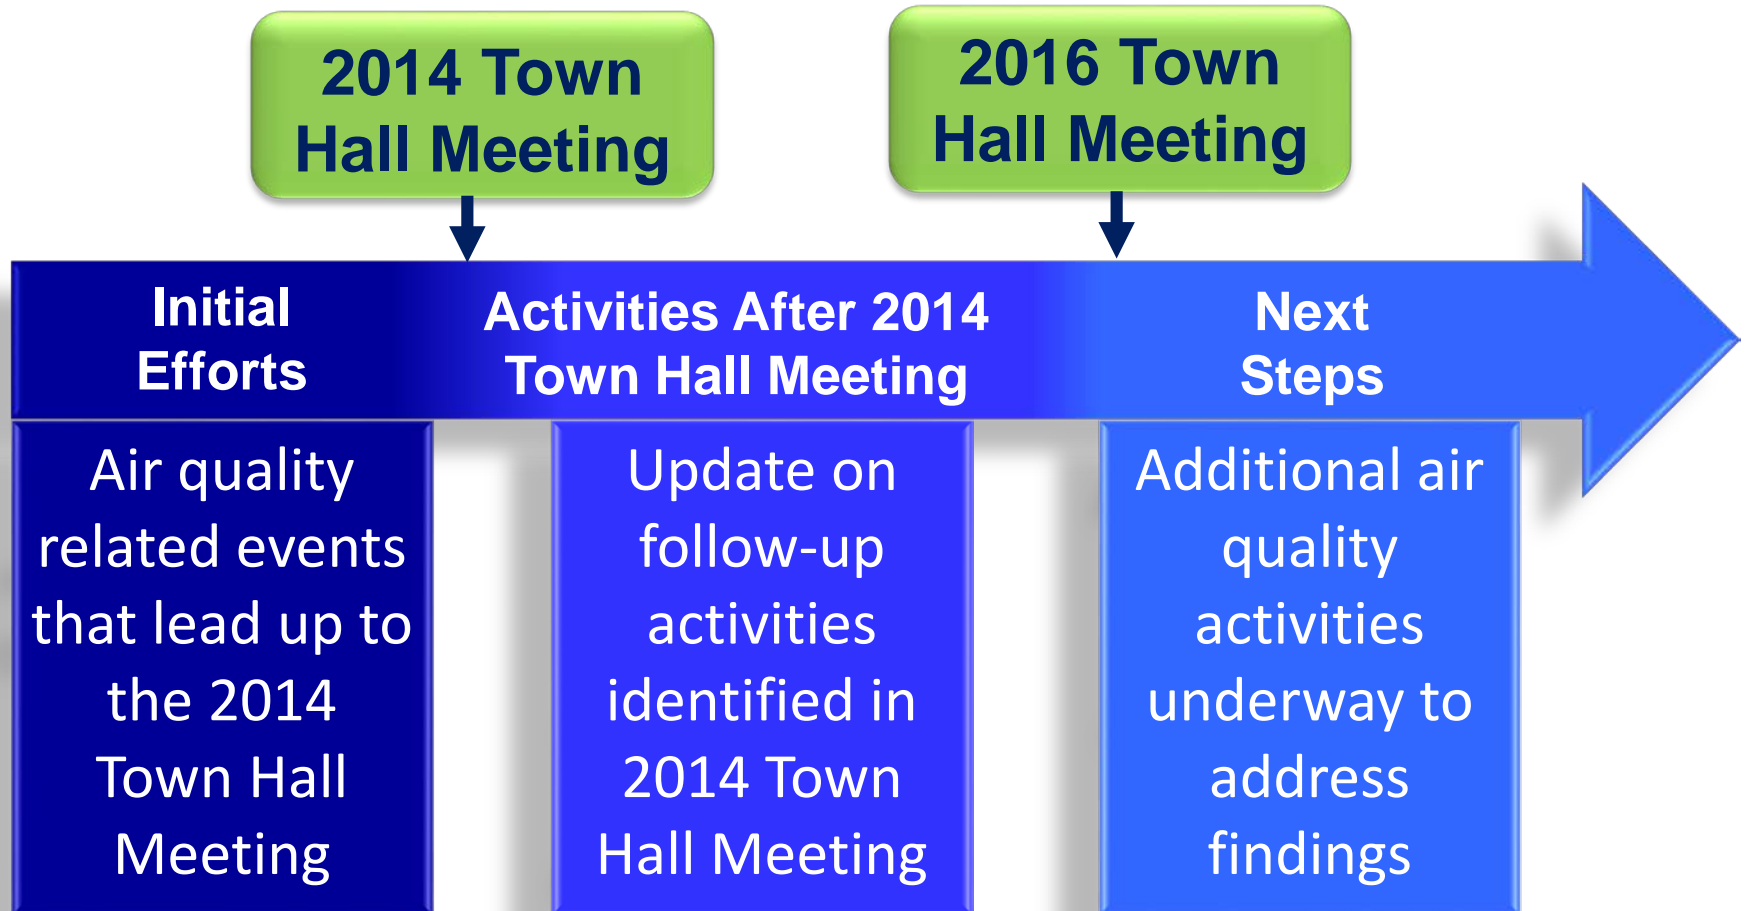 2014 Town
Hall Meeting
2016 Town
Hall Meeting
Initial
Efforts
Activities After 2014
Town Hall Meeting
Next
Steps
Air quality
related events
that lead up to
the 2014
Town Hall
Meeting
Update on
follow-up
activities
identified in
2014 Town
Hall Meeting
Additional air
quality
activities
underway to
address
findings